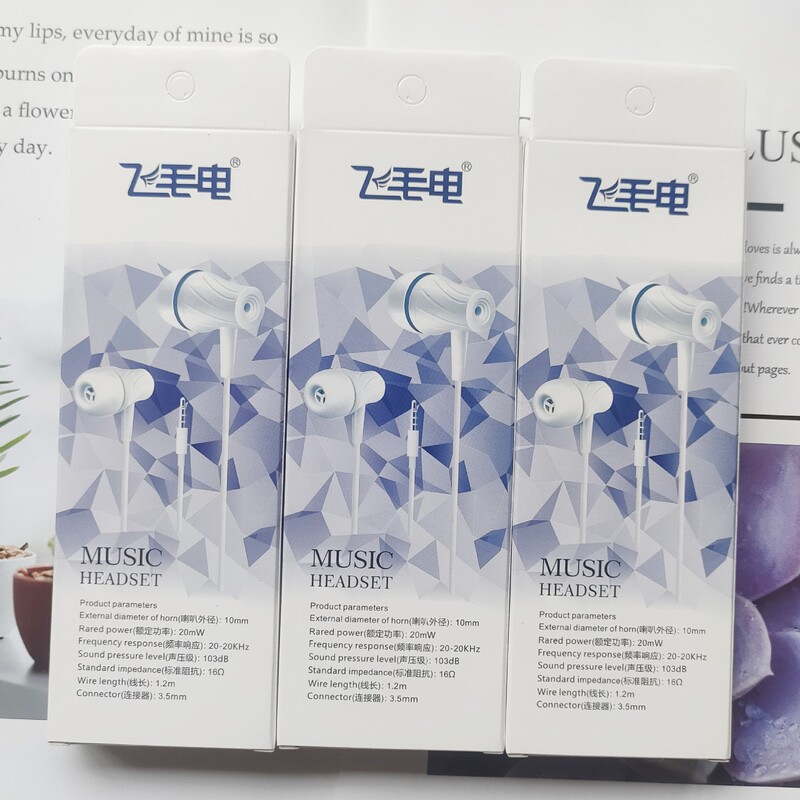 my lips, everyday of mine is so
burns on
a flower
y day.
LUS
loves is alw
ve finds a ti
!Wherever
that ever co
ut pages.
飞毛电®
MUSIC
HEADSET
Product parameters
External diameter of horn(喇叭外径): 10mm
Rared power(额定功率): 20mW
Frequency response(频率响应): 20-20KHz
Sound pressure level(声压级): 103dB
Standard impedance(标准阻抗): 16Ω
Wire length(线长): 1.2m
Connector(连接器): 3.5mm
飞毛电®
MUSIC
HEADSET
Product parameters
External diameter of horn(喇叭外径): 10mm
Rared power(额定功率): 20mW
Frequency response(频率响应): 20-20KHz
Sound pressure level(声压级): 103dB
Standard impedance(标准阻抗): 16Ω
Wire length(线长): 1.2m
Connector(连接器): 3.5mm
飞毛电®
MUSIC
HEADSET
Product parameters
External diameter of horn(喇叭外径): 10mm
Rared power(额定功率): 20mW
Frequency response(频率响应): 20-20KHz
Sound pressure level(声压级): 103dB
Standard impedance(标准阻抗): 16Ω
Wire length(线长): 1.2m
Connector(连接器): 3.5mm